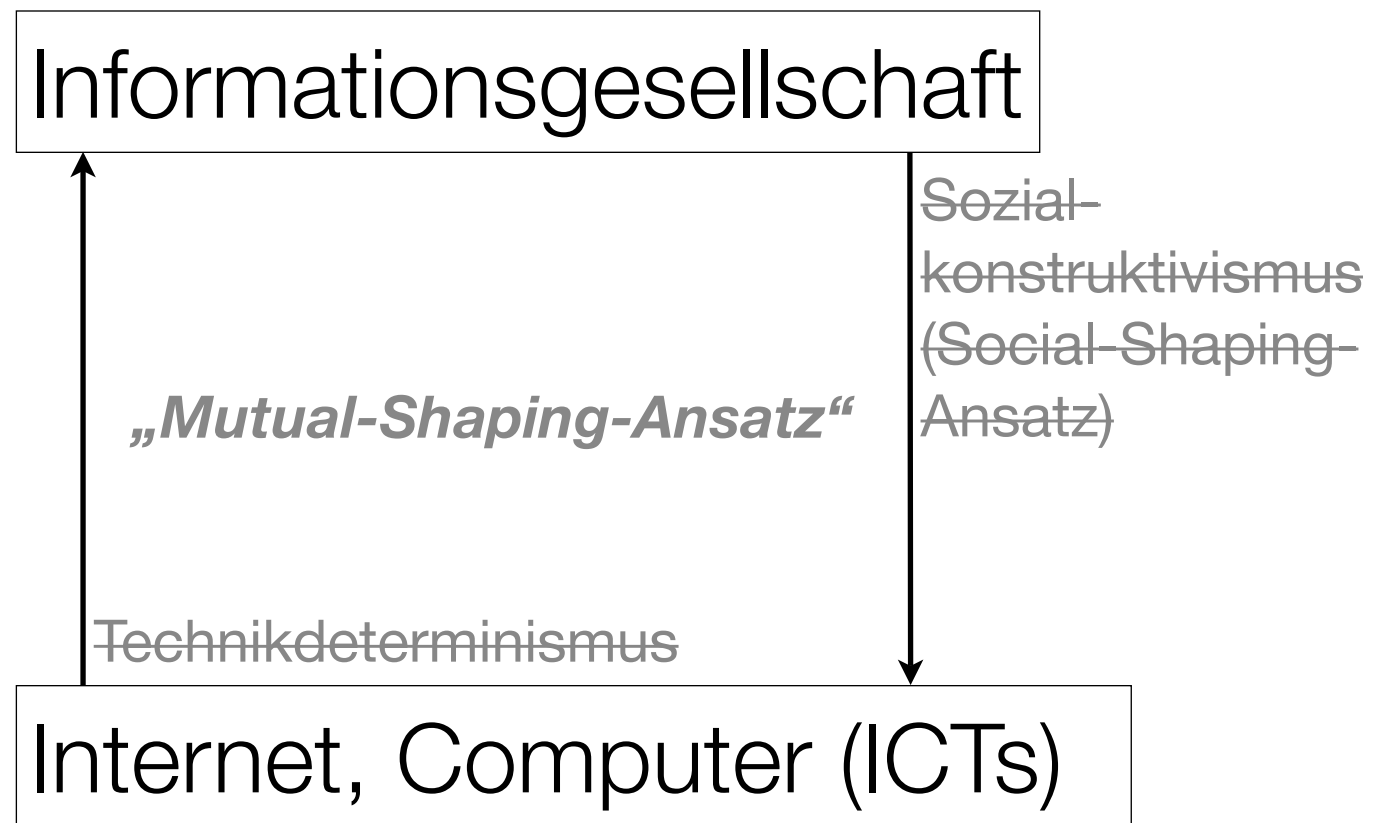 Informationsgesellschaft
Sozial-
konstruktivismus
(Social-Shaping-
Ansatz)
„Mutual-Shaping-Ansatz“
Technikdeterminismus
Internet, Computer (ICTs)